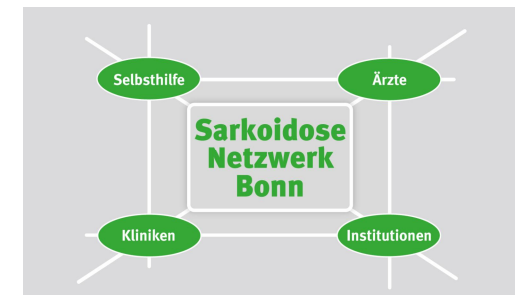 Selbsthilfe
Ärzte
Sarkoidose
Netzwerk
Bonn
Kliniken
Institutionen